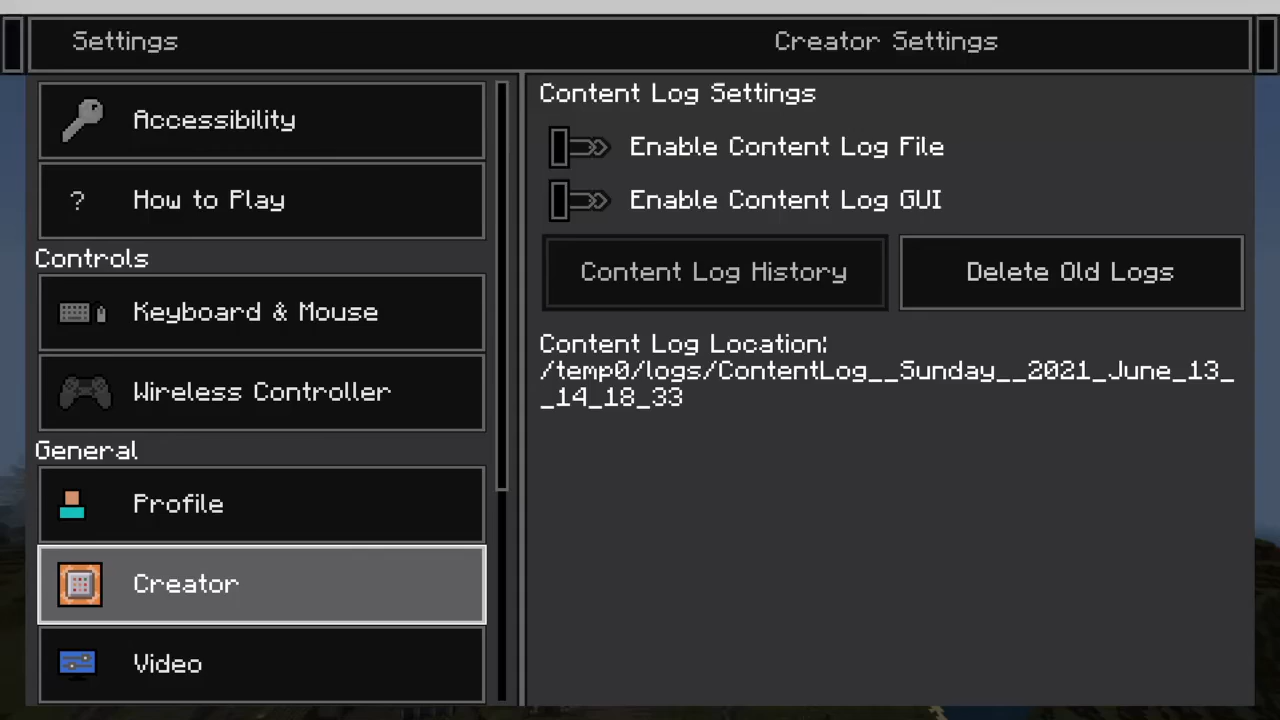 Settings
Creator Settings
Accessibility
? How to Play
Controls
Keyboard & Mouse
Wireless Controller
General
Profile
Creator
Video
Content Log Settings
Enable Content Log File
Enable Content Log GUI
Content Log History
Delete Old Logs
Content Log Location:
/temp0/logs/ContentLog__Sunday__2021_June_13_
_14_18_33